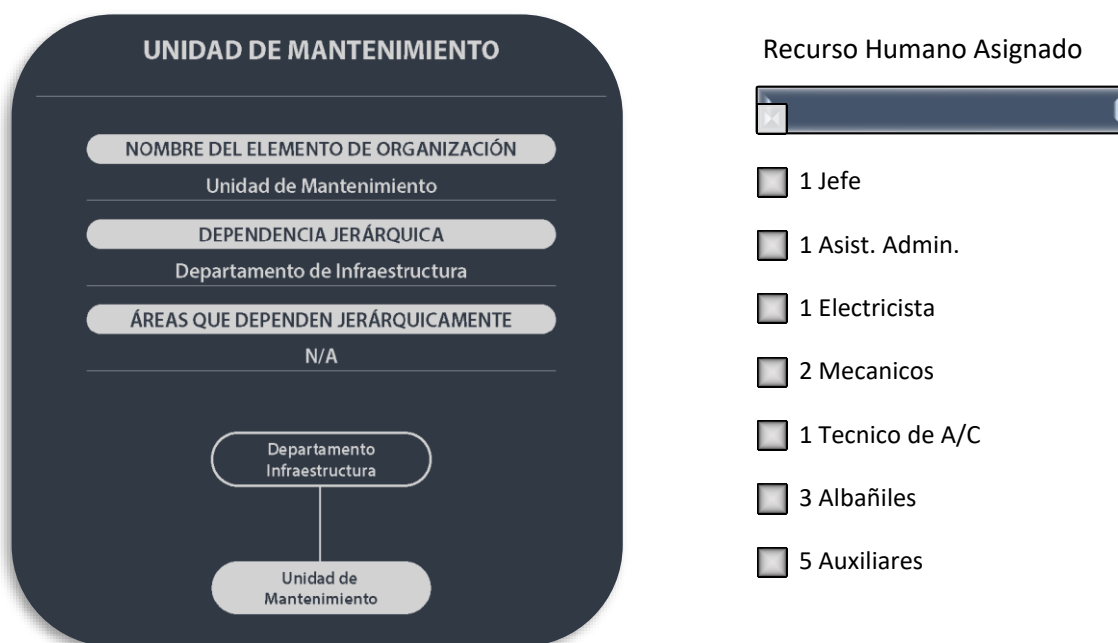 UNIDAD DE MANTENIMIENTO
NOMBRE DEL ELEMENTO DE ORGANIZACIÓN
Unidad de Mantenimiento
DEPENDENCIA JERÁRQUICA
Departamento de Infraestructura
ÁREAS QUE DEPENDEN JERÁRQUICAMENTE
N/A
Departamento
Infraestructura
Unidad de
Mantenimiento
Recurso Humano Asignado
1 Jefe
1 Asist. Admin.
1 Electricista
2 Mecanicos
1 Tecnico de A/C
3 Albañiles
5 Auxiliares